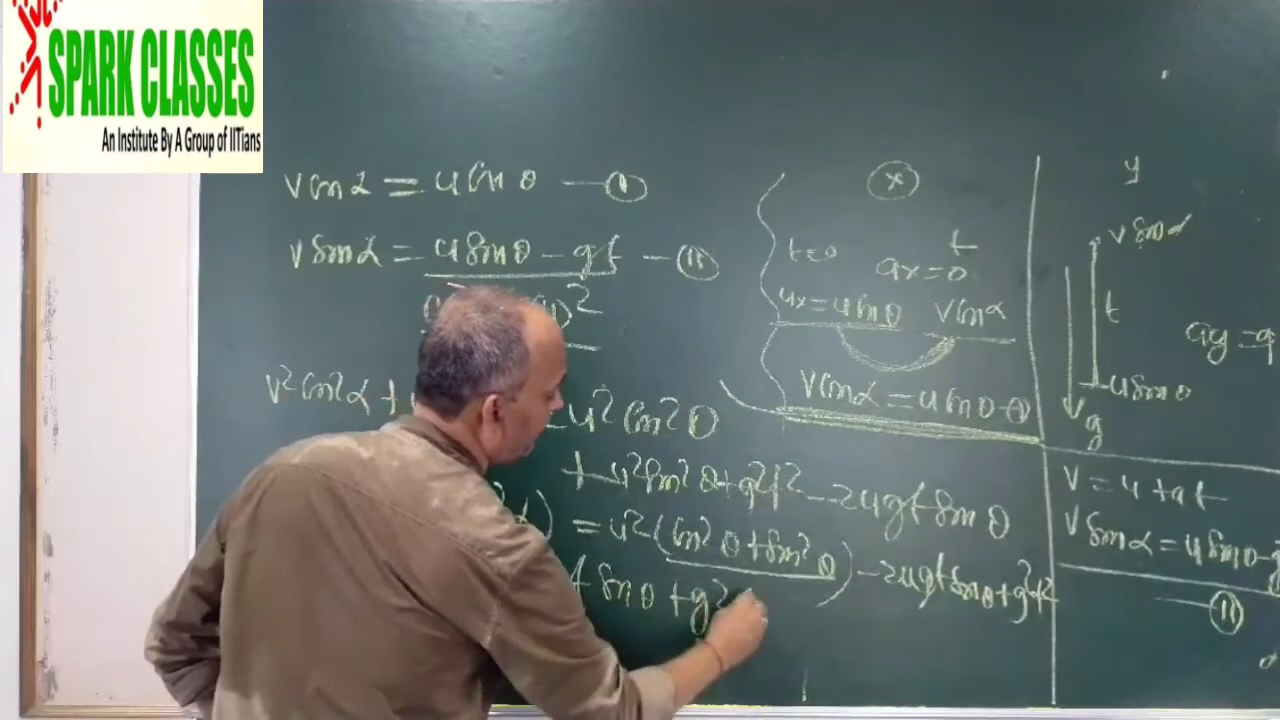 SPARK CLASSES
An Institute By A Group of IITians
v cos α = u cos θ — (I)
v sin α = u sin θ − gt — (II)
v² cos² α +
= u² cos² θ
+ u² sin² θ + g²t² − 2ugt sin θ
= u² (cos² θ + sin² θ) − 2ugt sin θ + g²t²
sin θ + g²
(x)
t=0 t
ax = 0
ux = u cos θ v cos α
v cos α = u cos θ
y
v sin α
t
ay = g
u sin θ
g
v = u + at
v sin α = u sin θ − g
— (II)